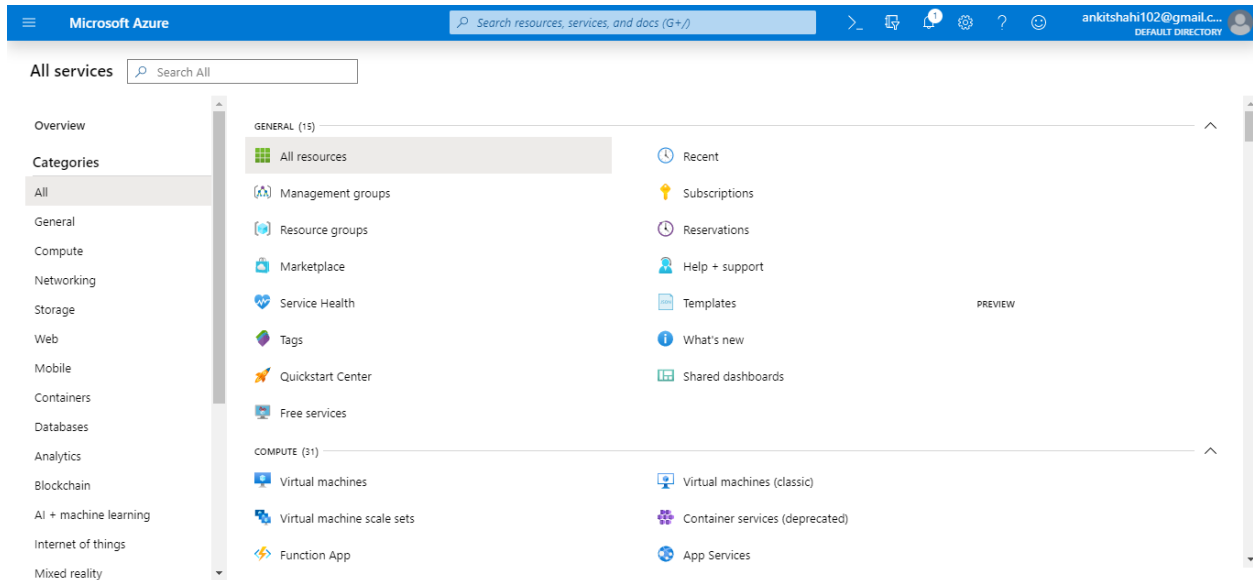 Microsoft Azure
Search resources, services, and docs (G+/)
1
ankitshahi102@gmail.c...
DEFAULT DIRECTORY
All services
Search All
Overview
Categories
All
General
Compute
Networking
Storage
Web
Mobile
Containers
Databases
Analytics
Blockchain
AI + machine learning
Internet of things
Mixed reality
GENERAL (15)
All resources
Recent
Management groups
Subscriptions
Resource groups
Reservations
Marketplace
Help + support
Service Health
Templates PREVIEW
Tags
What's new
Quickstart Center
Shared dashboards
Free services
COMPUTE (31)
Virtual machines
Virtual machines (classic)
Virtual machine scale sets
Container services (deprecated)
Function App
App Services